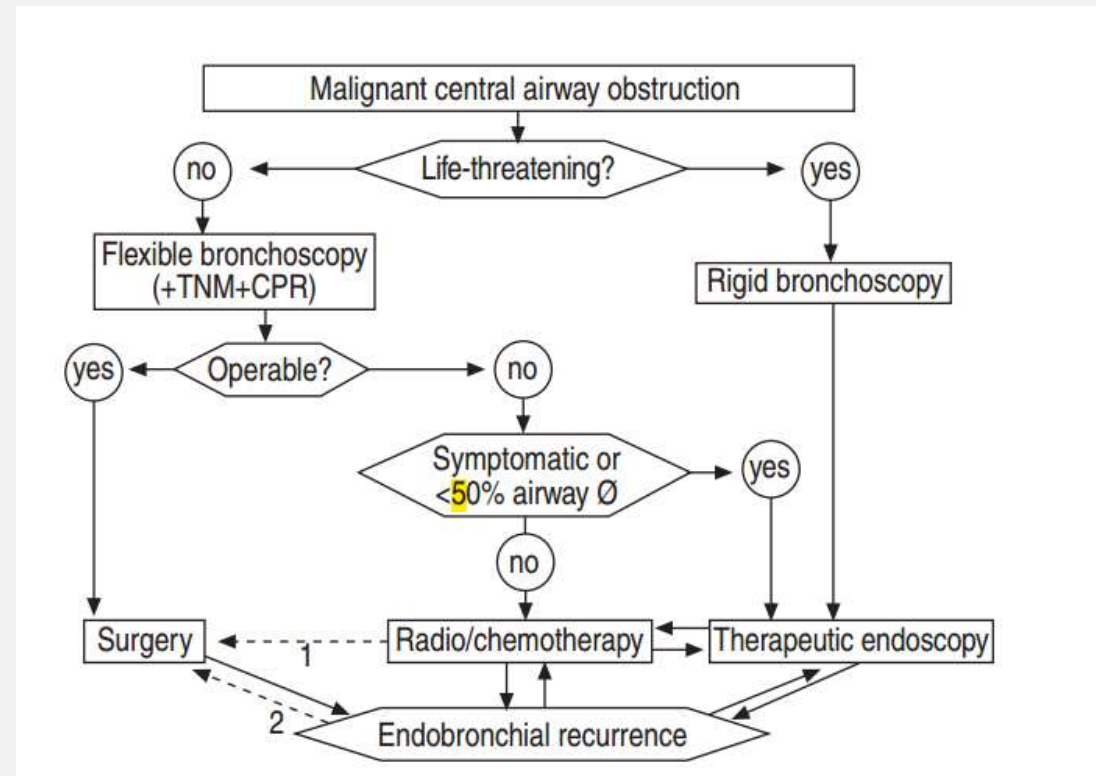 Malignant central airway obstruction
no
Life-threatening?
yes
Flexible bronchoscopy
(+TNM+CPR)
Rigid bronchoscopy
yes
Operable?
no
Symptomatic or
<50% airway Ø
yes
no
Surgery
1
Radio/chemotherapy
Therapeutic endoscopy
2
Endobronchial recurrence